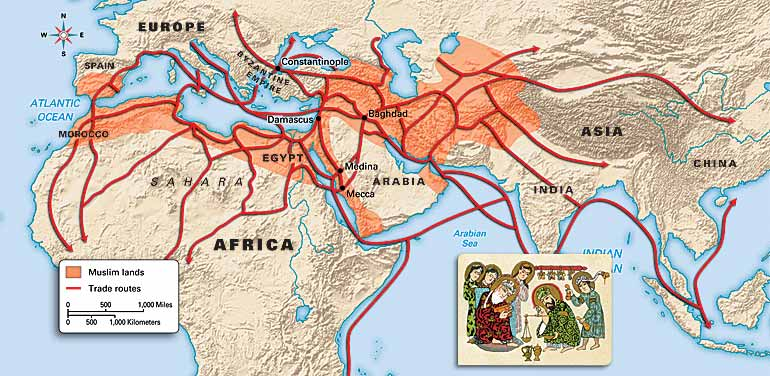 EUROPE
N
W E
S
Constantinople
BYZANTINE
EMPIRE
SPAIN
ATLANTIC
OCEAN
MOROCCO
Damascus
Baghdad
ASIA
CHINA
EGYPT
Medina
ARABIA
Mecca
SAHARA
INDIA
AFRICA
Arabian
Sea
INDIAN
Muslim lands
Trade routes
0 500 1,000 Miles
0 500 1,000 Kilometers